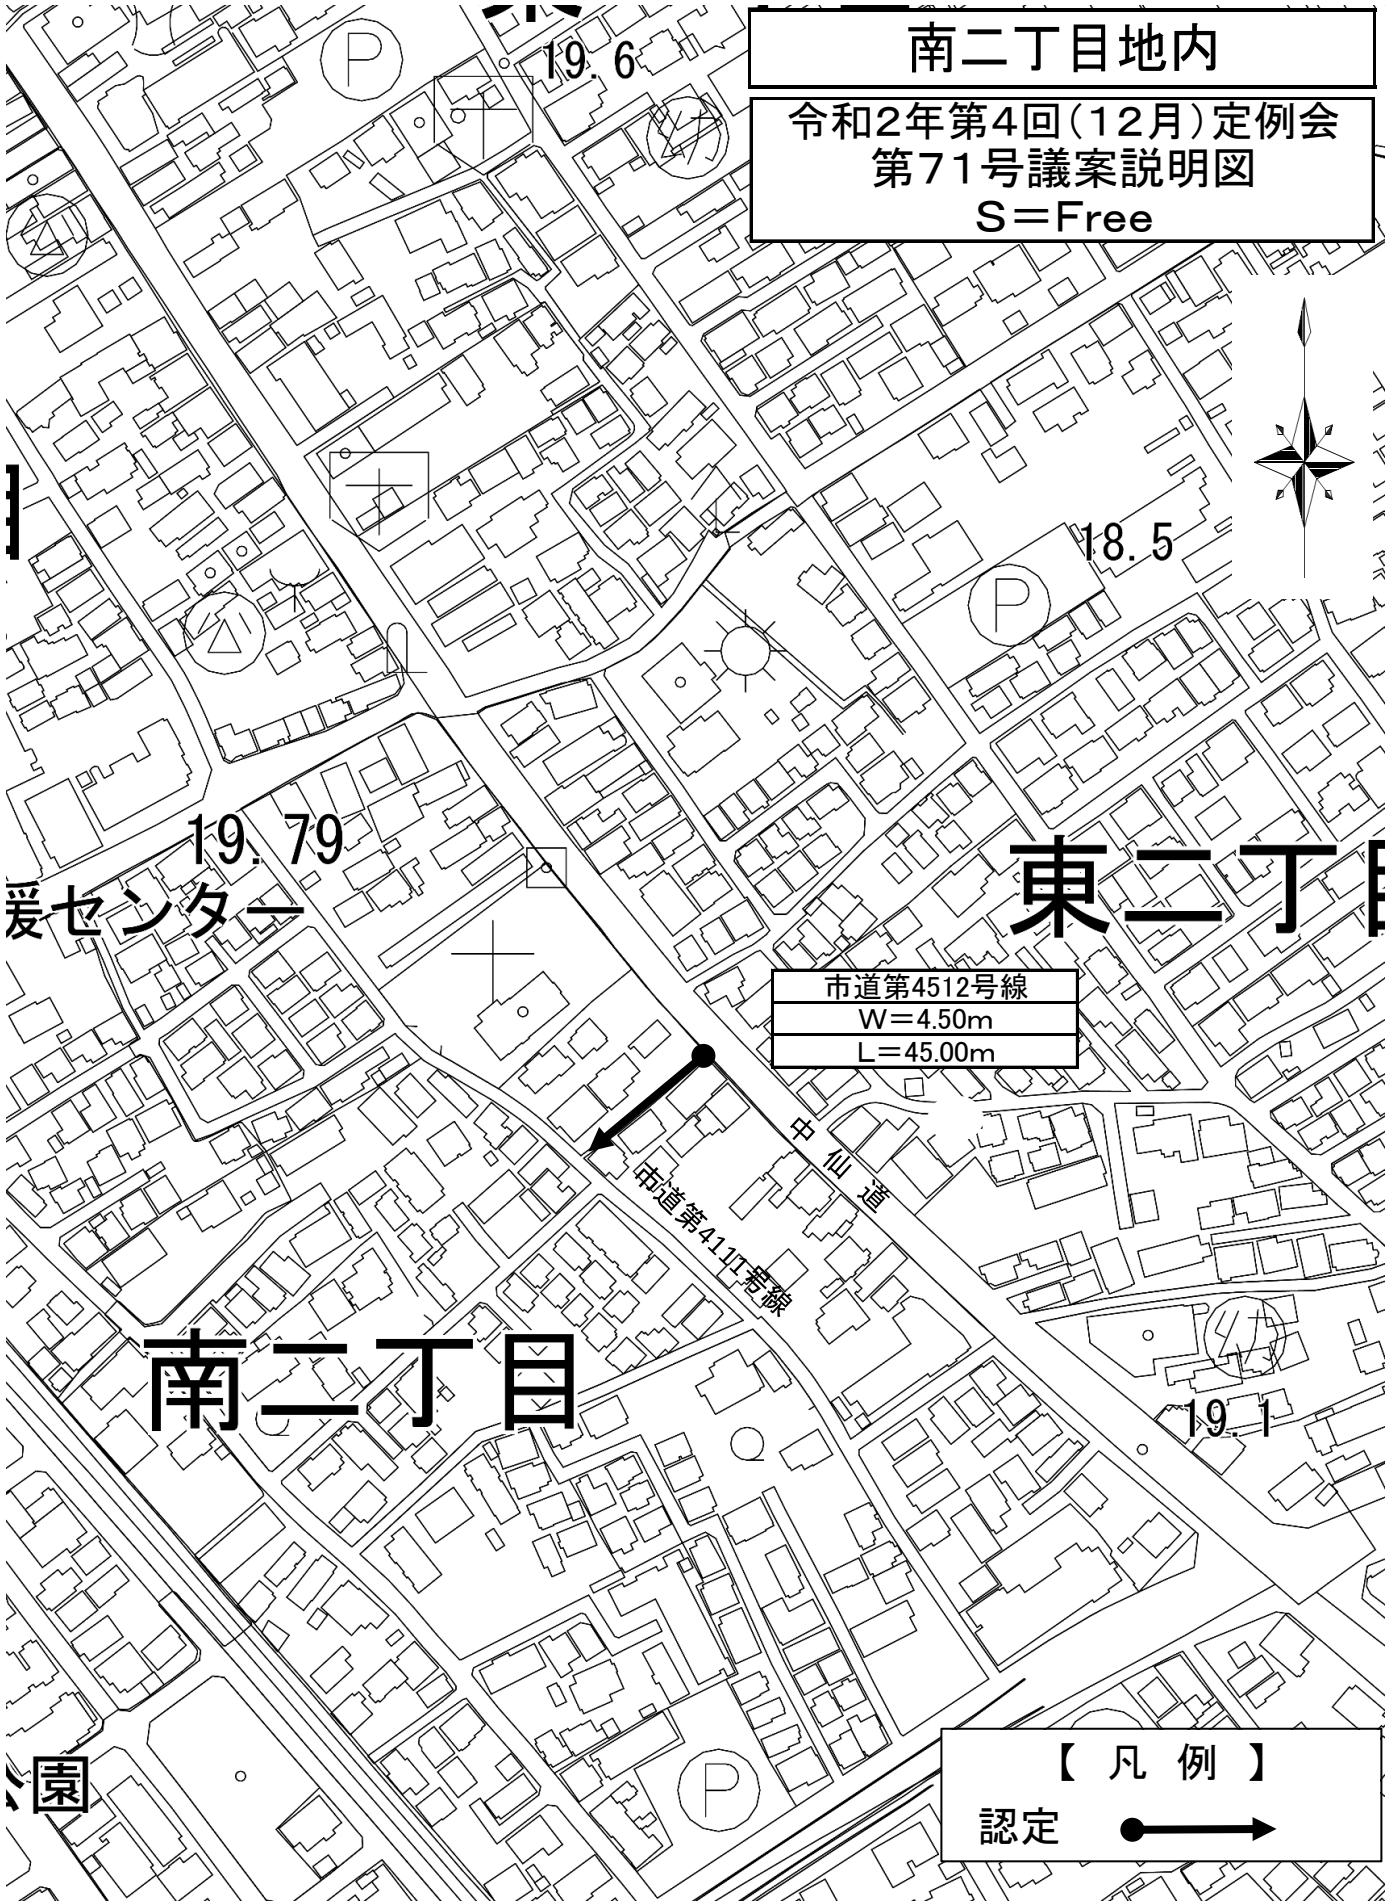 19.6
南二丁目地内
令和2年第4回(12月)定例会
第71号議案説明図
S=Free
P
18.5
P
19.79
援センター
東二丁目
市道第4512号線
W=4.50m
L=45.00m
中仙道
市道第4111号線
南二丁目
19.1
P
園
【 凡 例 】
認定